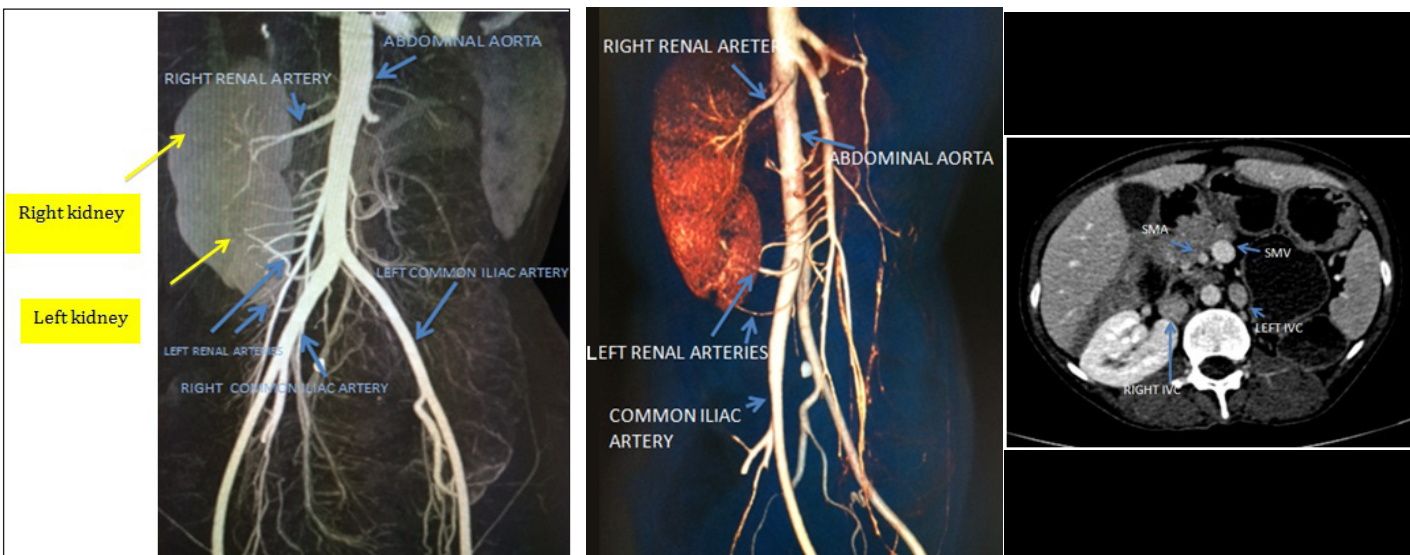 ABDOMINAL AORTA
RIGHT RENAL ARTERY
Right kidney
Left kidney
LEFT COMMON ILIAC ARTERY
LEFT RENAL ARTERIES
RIGHT COMMON ILIAC ARTERY
RIGHT RENAL ARETERY
ABDOMINAL AORTA
LEFT RENAL ARTERIES
COMMON ILIAC
ARTERY
SMA
SMV
LEFT IVC
RIGHT IVC